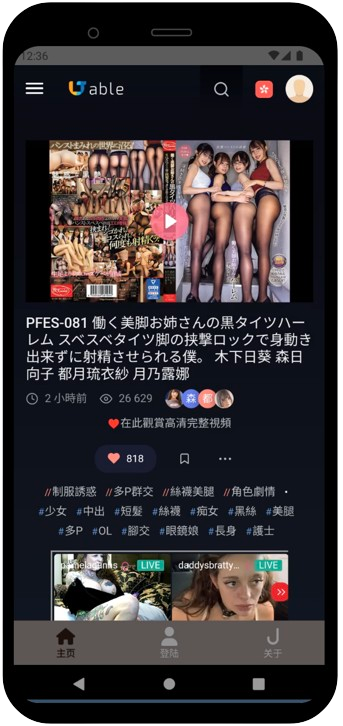 12:36
able
PFES-081 働く美脚お姉さんの黒タイツハー
レム スベスベタイツ脚の挟撃ロックで身動き
出来ずに射精させられる僕。 木下日葵 森日
向子 都月琉衣紗 月乃露娜
2 小時前 26 629
森 都
在此觀賞高清完整視頻
818
//制服誘惑 //多P群交 //絲襪美腿 //角色劇情 •
#少女 #中出 #短髮 #絲襪 #痴女 #黑絲 #美腿
#多P #OL #腳交 #眼鏡娘 #長身 #護士
LIVE daddysbratty... LIVE
主页 登陆 关于